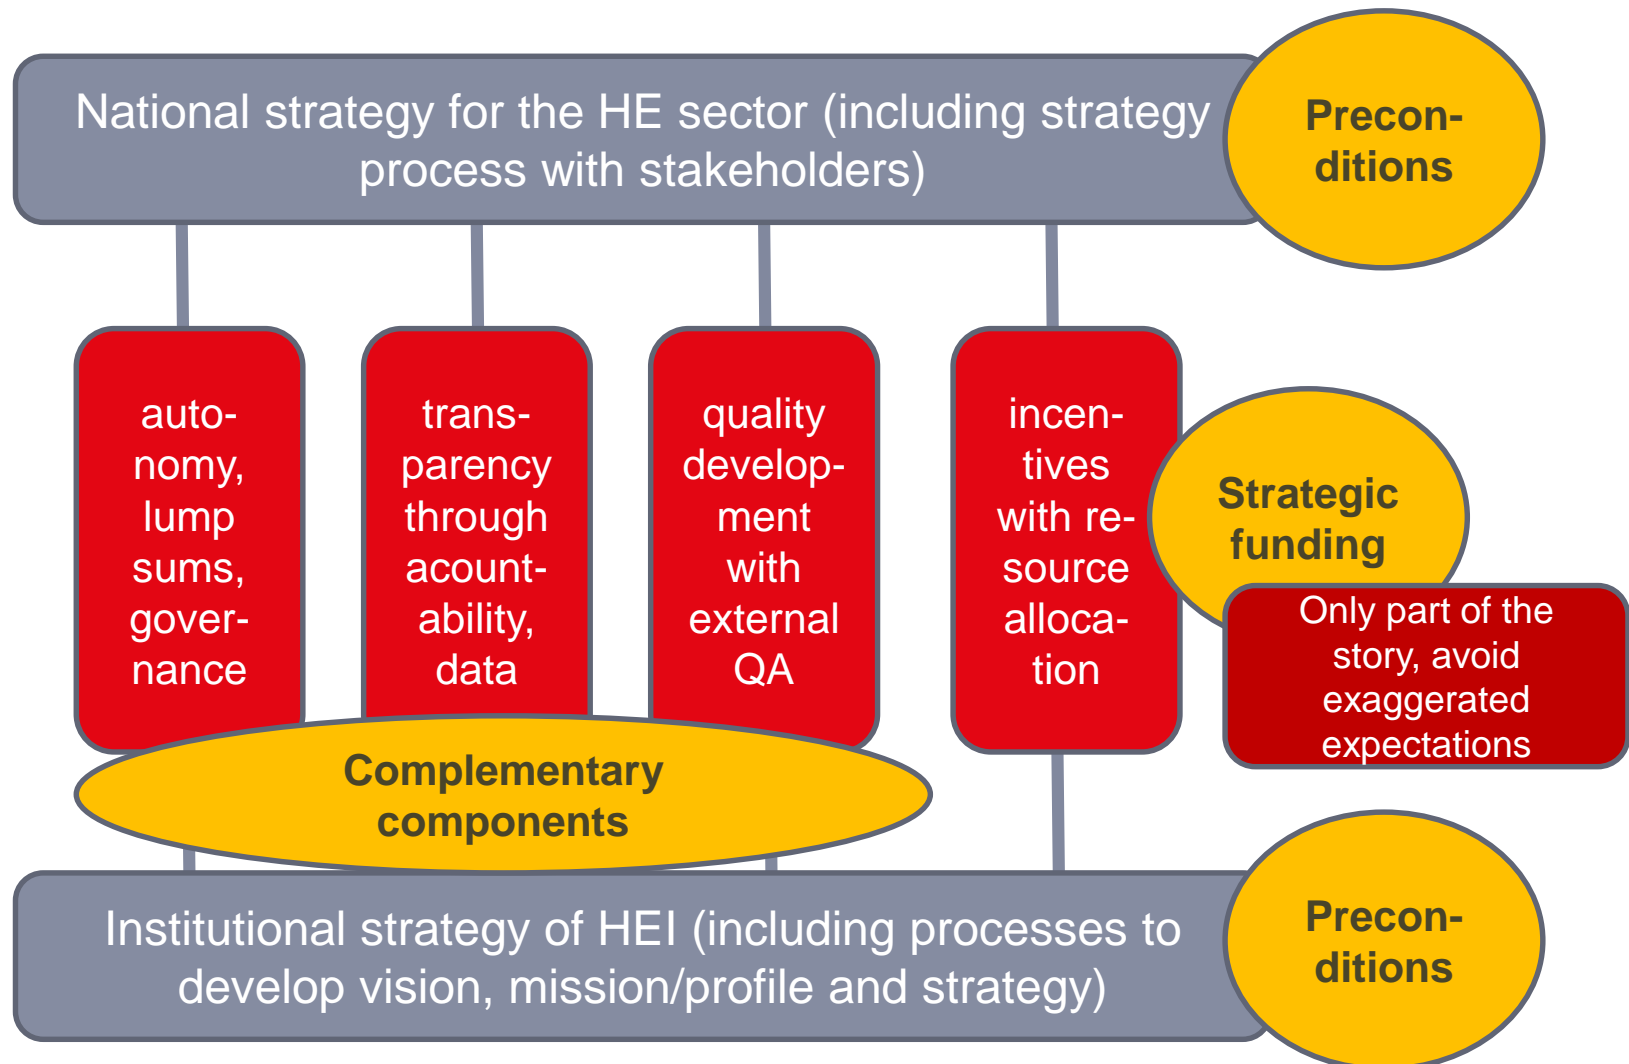 National strategy for the HE sector (including strategy
process with stakeholders)
Precon-
ditions
auto-
nomy,
lump
sums,
gover-
nance
trans-
parency
through
acount-
ability,
data
quality
develop-
ment
with
external
QA
incen-
tives
with re-
source
alloca-
tion
Strategic
funding
Only part of the
story, avoid
exaggerated
expectations
Complementary
components
Institutional strategy of HEI (including processes to
develop vision, mission/profile and strategy)
Precon-
ditions